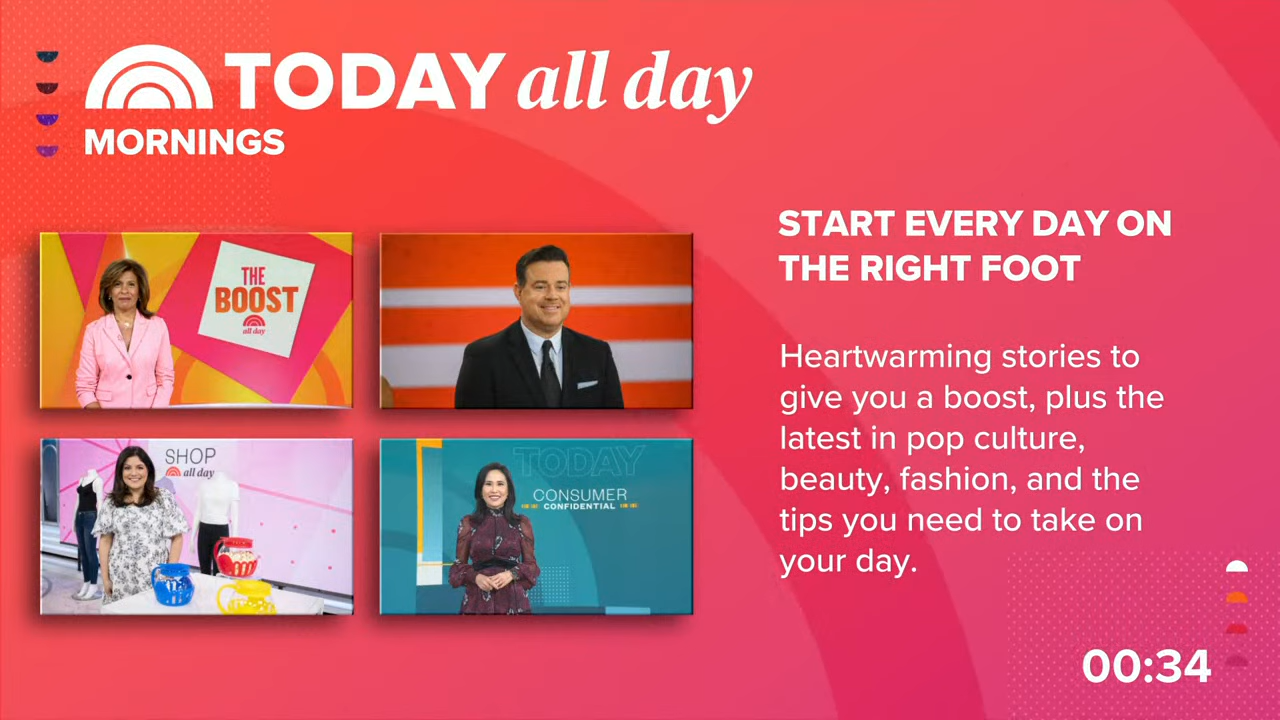 TODAY all day
MORNINGS
THE
BOOST
all day
SHOP
all day
TODAY
CONSUMER
CONFIDENTIAL
START EVERY DAY ON
THE RIGHT FOOT
Heartwarming stories to
give you a boost, plus the
latest in pop culture,
beauty, fashion, and the
tips you need to take on
your day.
00:34